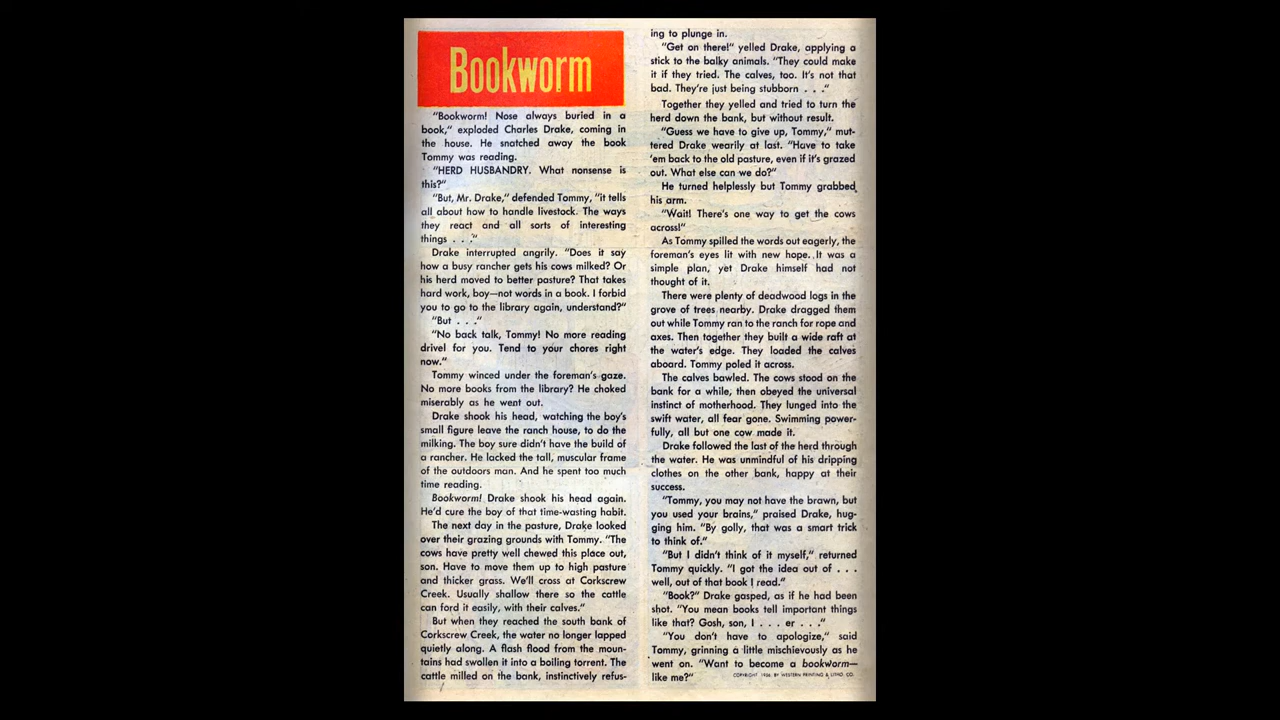 Bookworm
"Bookworm! Nose always buried in a
book," exploded Charles Drake, coming in
the house. He snatched away the book
Tommy was reading.
"HERD HUSBANDRY. What nonsense is
this?"
"But, Mr. Drake," defended Tommy, "it tells
all about how to handle livestock. The ways
they react and all sorts of interesting
things . . ."
Drake interrupted angrily. "Does it say
how a busy rancher gets his cows milked? Or
his herd moved to better pasture? That takes
hard work, boy—not words in a book. I forbid
you to go to the library again, understand?"
"But . . ."
"No back talk, Tommy! No more reading
drivel for you. Tend to your chores right
now."
Tommy winced under the foreman's gaze.
No more books from the library? He choked
miserably as he went out.
Drake shook his head, watching the boy's
small figure leave the ranch house, to do the
milking. The boy sure didn't have the build of
a rancher. He lacked the tall, muscular frame
of the outdoors man. And he spent too much
time reading.
Bookworm! Drake shook his head again.
He'd cure the boy of that time-wasting habit.
The next day in the pasture, Drake looked
over their grazing grounds with Tommy. "The
cows have pretty well chewed this place out,
son. Have to move them up to high pasture
and thicker grass. We'll cross at Corkscrew
Creek. Usually shallow there so the cattle
can ford it easily, with their calves."
But when they reached the south bank of
Corkscrew Creek, the water no longer lapped
quietly along. A flash flood from the moun-
tains had swollen it into a boiling torrent. The
cattle milled on the bank, instinctively refus-
ing to plunge in.
"Get on there!" yelled Drake, applying a
stick to the balky animals. "They could make
it if they tried. The calves, too. It's not that
bad. They're just being stubborn . . ."
Together they yelled and tried to turn the
herd down the bank, but without result.
"Guess we have to give up, Tommy," mut-
tered Drake wearily at last. "Have to take
'em back to the old pasture, even if it's grazed
out. What else can we do?"
He turned helplessly but Tommy grabbed
his arm.
"Wait! There's one way to get the cows
across!"
As Tommy spilled the words out eagerly, the
foreman's eyes lit with new hope. It was a
simple plan, yet Drake himself had not
thought of it.
There were plenty of deadwood logs in the
grove of trees nearby. Drake dragged them
out while Tommy ran to the ranch for rope and
axes. Then together they built a wide raft at
the water's edge. They loaded the calves
aboard. Tommy poled it across.
The calves bawled. The cows stood on the
bank for a while, then obeyed the universal
instinct of motherhood. They lunged into the
swift water, all fear gone. Swimming power-
fully, all but one cow made it.
Drake followed the last of the herd through
the water. He was unmindful of his dripping
clothes on the other bank, happy at their
success.
"Tommy, you may not have the brawn, but
you used your brains," praised Drake, hug-
ging him. "By golly, that was a smart trick
to think of."
"But I didn't think of it myself," returned
Tommy quickly. "I got the idea out of . . .
well, out of that book I read."
"Book?" Drake gasped, as if he had been
shot. "You mean books tell important things
like that? Gosh, son, I . . . er . . ."
"You don't have to apologize," said
Tommy, grinning a little mischievously as he
went on. "Want to become a bookworm—
like me?"
COPYRIGHT 1956 BY WESTERN PRINTING & LITHO. CO.